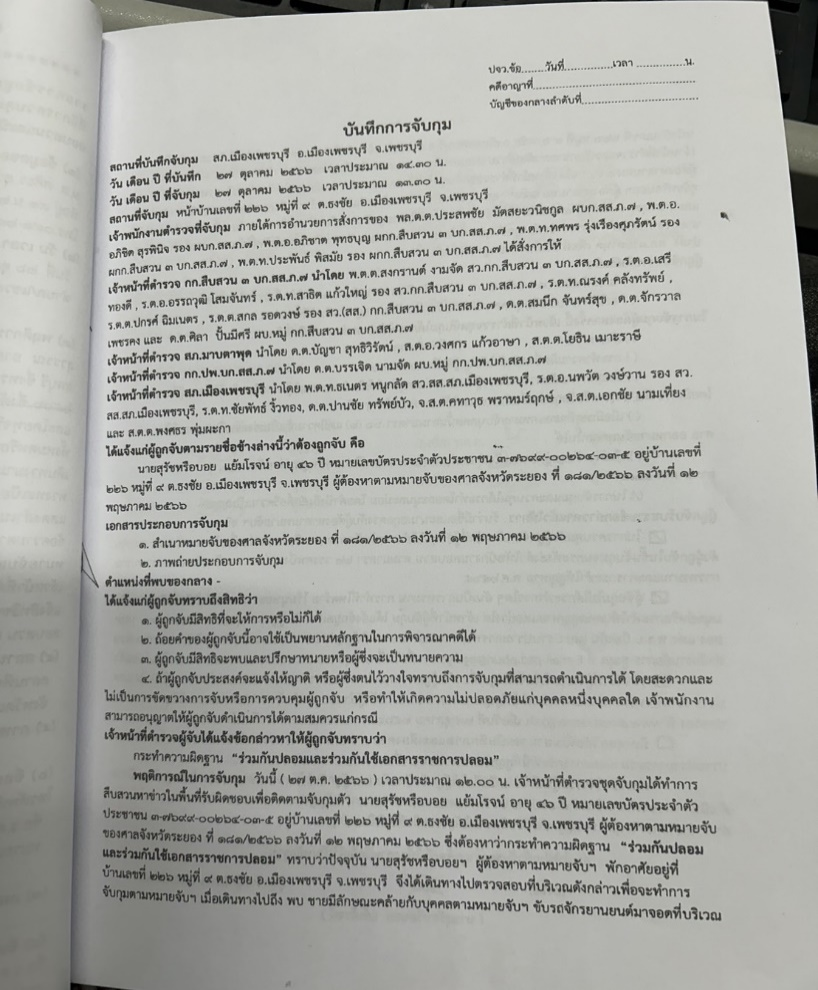 ปจว.ข้อ........วันที่................เวลา ................น.
คดีอาญาที่......................................................
บัญชีของกลางลำดับที่......................................
บันทึกการจับกุม
สถานที่บันทึกจับกุม สภ.เมืองเพชรบุรี อ.เมืองเพชรบุรี จ.เพชรบุรี
วัน เดือน ปี ที่บันทึก ๒๗ ตุลาคม ๒๕๖๖ เวลาประมาณ ๑๔.๓๐ น.
วัน เดือน ปี ที่จับกุม ๒๗ ตุลาคม ๒๕๖๖ เวลาประมาณ ๑๓.๓๐ น.
สถานที่จับกุม หน้าบ้านเลขที่ ๒๒๖ หมู่ที่ ๙ ต.ธงชัย อ.เมืองเพชรบุรี จ.เพชรบุรี
เจ้าพนักงานตำรวจที่จับกุม ภายใต้การอำนวยการสั่งการของ พล.ต.ต.ประสพชัย มัตสยะวนิชกูล ผบก.สส.ภ.๗ , พ.ต.อ.
อภิชิต สุรพินิจ รอง ผบก.สส.ภ.๗ , พ.ต.อ.อภิชาต พุทธบุญ ผกก.สืบสวน ๓ บก.สส.ภ.๗ , พ.ต.ท.ทศพร รุ่งเรืองศุภรัตน์ รอง
ผกก.สืบสวน ๓ บก.สส.ภ.๗ , พ.ต.ท.ประพันธ์ พิสมัย รอง ผกก.สืบสวน ๓ บก.สส.ภ.๗ ได้สั่งการให้
เจ้าหน้าที่ตำรวจ กก.สืบสวน ๓ บก.สส.ภ.๗ นำโดย พ.ต.ต.สงกรานต์ งามจัด สว.กก.สืบสวน ๓ บก.สส.ภ.๗ , ร.ต.อ.เสรี
ทองดี , ร.ต.อ.อรรถวุฒิ โสมจันทร์ , ร.ต.ท.สาธิต แก้วใหญ่ รอง สว.กก.สืบสวน ๓ บก.สส.ภ.๗ , ร.ต.ท.ณรงค์ คลังทรัพย์ ,
ร.ต.ต.ปกรศ์ ฉิมเนตร , ร.ต.ต.สกล รอดวงษ์ รอง สว.(สส.) กก.สืบสวน ๓ บก.สส.ภ.๗ , ด.ต.สมนึก จันทร์สุข , ด.ต.จักรวาล
เพชรคง และ ด.ต.ศิลา ปั้นมีศรี ผบ.หมู่ กก.สืบสวน ๓ บก.สส.ภ.๗
เจ้าหน้าที่ตำรวจ สภ.มาบตาพุด นำโดย ด.ต.บัญชา สุทธิวิรัตน์ , ส.ต.อ.วงศกร แก้วอาษา , ส.ต.ต.โยธิน เมาะราษี
เจ้าหน้าที่ตำรวจ กก.ปพ.บก.สส.ภ.๗ นำโดย ด.ต.บรรเจิด นามจัด ผบ.หมู่ กก.ปพ.บก.สส.ภ.๗
เจ้าหน้าที่ตำรวจ สภ.เมืองเพชรบุรี นำโดย พ.ต.ท.ธเนตร หนูกลัด สว.สส.สภ.เมืองเพชรบุรี, ร.ต.อ.นพวัต วงษ์วาน รอง สว.
สส.สภ.เมืองเพชรบุรี, ร.ต.ท.ชัยพัทธ์ จิ้วทอง, ด.ต.ปานชัย ทรัพย์บัว, จ.ส.ต.คทาวุธ พราหมร์ฤกษ์ , จ.ส.ต.เอกชัย นามเที่ยง
และ ส.ต.ต.พงศธร พุ่มผะกา
ได้แจ้งแก่ผู้ถูกจับตามรายชื่อข้างล่างนี้ว่าต้องถูกจับ คือ
นายสุรัชหรือบอย แย้มโรจน์ อายุ ๔๖ ปี หมายเลขบัตรประจำตัวประชาชน ๓-๗๖๙๙-๐๐๒๖๔-๐๓-๕ อยู่บ้านเลขที่
๒๒๖ หมู่ที่ ๙ ต.ธงชัย อ.เมืองเพชรบุรี จ.เพชรบุรี ผู้ต้องหาตามหมายจับของศาลจังหวัดระยอง ที่ ๑๘๑/๒๕๖๖ ลงวันที่ ๑๒
พฤษภาคม ๒๕๖๖
เอกสารประกอบการจับกุม
๑. สำเนาหมายจับของศาลจังหวัดระยอง ที่ ๑๘๑/๒๕๖๖ ลงวันที่ ๑๒ พฤษภาคม ๒๕๖๖
๒. ภาพถ่ายประกอบการจับกุม
ตำแหน่งที่พบของกลาง -
ได้แจ้งแก่ผู้ถูกจับทราบถึงสิทธิว่า
๑. ผู้ถูกจับมีสิทธิที่จะให้การหรือไม่ก็ได้
๒. ถ้อยคำของผู้ถูกจับนี้อาจใช้เป็นพยานหลักฐานในการพิจารณาคดีได้
๓. ผู้ถูกจับมีสิทธิจะพบและปรึกษาทนายหรือผู้ซึ่งจะเป็นทนายความ
๔. ถ้าผู้ถูกจับประสงค์จะแจ้งให้ญาติ หรือผู้ซึ่งตนไว้วางใจทราบถึงการจับกุมที่สามารถดำเนินการได้ โดยสะดวกและ
ไม่เป็นการขัดขวางการจับหรือการควบคุมผู้ถูกจับ หรือทำให้เกิดความไม่ปลอดภัยแก่บุคคลหนึ่งบุคคลใด เจ้าพนักงาน
สามารถอนุญาตให้ผู้ถูกจับดำเนินการได้ตามสมควรแก่กรณี
เจ้าหน้าที่ตำรวจผู้จับได้แจ้งข้อกล่าวหาให้ผู้ถูกจับทราบว่า
กระทำความผิดฐาน “ร่วมกันปลอมและร่วมกันใช้เอกสารราชการปลอม”
พฤติการณ์ในการจับกุม วันนี้ ( ๒๗ ต.ค. ๒๕๖๖ ) เวลาประมาณ ๑๒.๐๐ น. เจ้าหน้าที่ตำรวจชุดจับกุมได้ทำการ
สืบสวนหาข่าวในพื้นที่รับผิดชอบเพื่อติดตามจับกุมตัว นายสุรัชหรือบอย แย้มโรจน์ อายุ ๔๖ ปี หมายเลขบัตรประจำตัว
ประชาชน ๓-๗๖๙๙-๐๐๒๖๔-๐๓-๕ อยู่บ้านเลขที่ ๒๒๖ หมู่ที่ ๙ ต.ธงชัย อ.เมืองเพชรบุรี จ.เพชรบุรี ผู้ต้องหาตามหมายจับ
ของศาลจังหวัดระยอง ที่ ๑๘๑/๒๕๖๖ ลงวันที่ ๑๒ พฤษภาคม ๒๕๖๖ ซึ่งต้องหาว่ากระทำความผิดฐาน “ร่วมกันปลอม
และร่วมกันใช้เอกสารราชการปลอม” ทราบว่าปัจจุบัน นายสุรัชหรือบอยฯ ผู้ต้องหาตามหมายจับฯ พักอาศัยอยู่ที่
บ้านเลขที่ ๒๒๖ หมู่ที่ ๙ ต.ธงชัย อ.เมืองเพชรบุรี จ.เพชรบุรี จึงได้เดินทางไปตรวจสอบที่บริเวณดังกล่าวเพื่อจะทำการ
จับกุมตามหมายจับฯ เมื่อเดินทางไปถึง พบ ชายมีลักษณะคล้ายกับบุคคลตามหมายจับฯ ขับรถจักรยานยนต์มาจอดที่บริเวณ